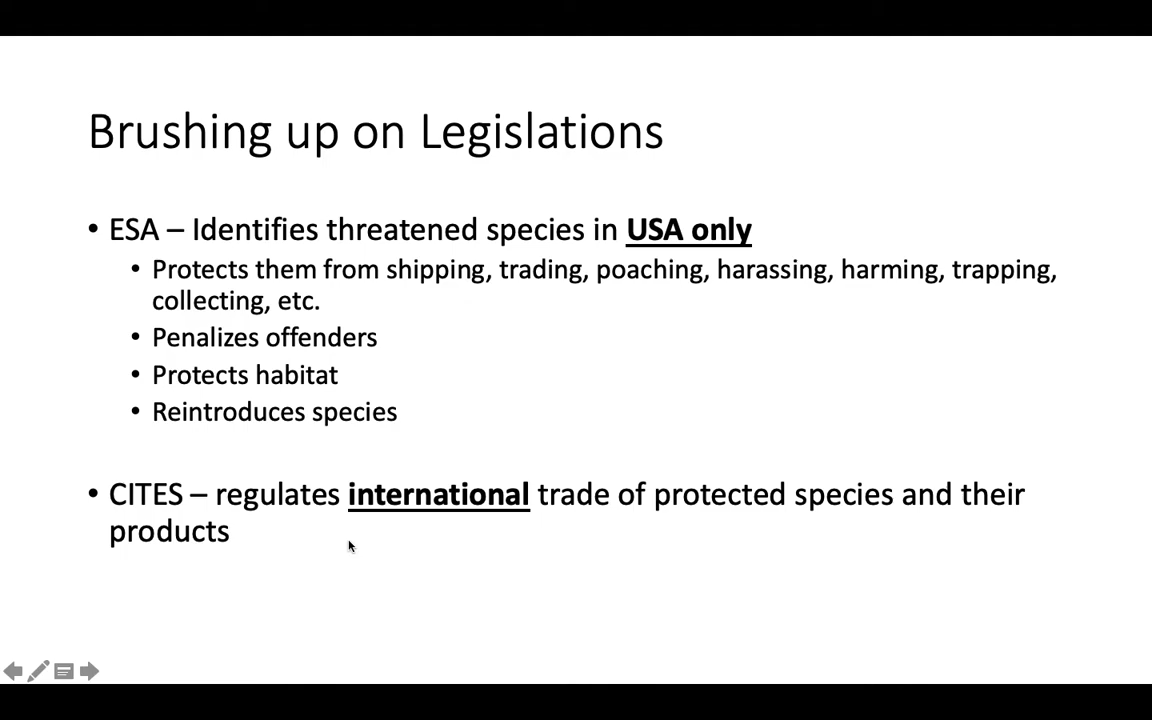 Brushing up on Legislations
• ESA – Identifies threatened species in USA only
• Protects them from shipping, trading, poaching, harassing, harming, trapping,
collecting, etc.
• Penalizes offenders
• Protects habitat
• Reintroduces species
• CITES – regulates international trade of protected species and their
products